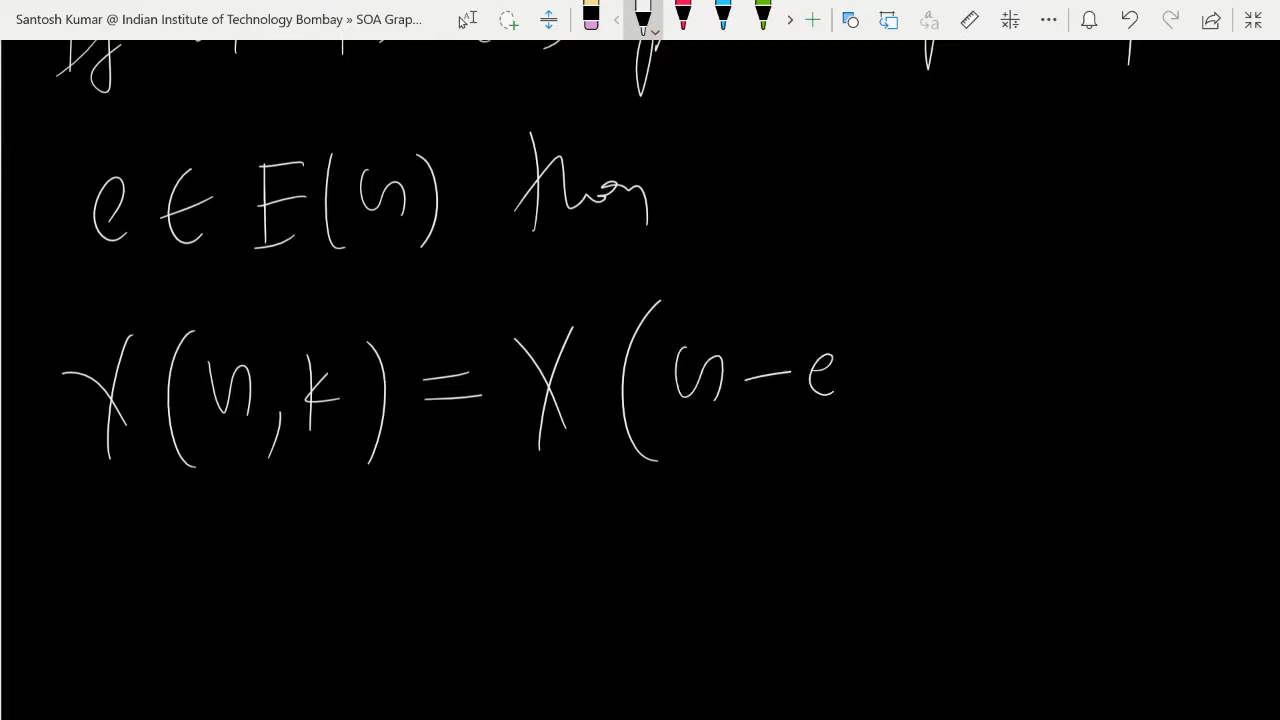 Santosh Kumar @ Indian Institute of Technology Bombay » SOA Grap...
e ∈ E(G) then
χ(G, k) = χ(G - e